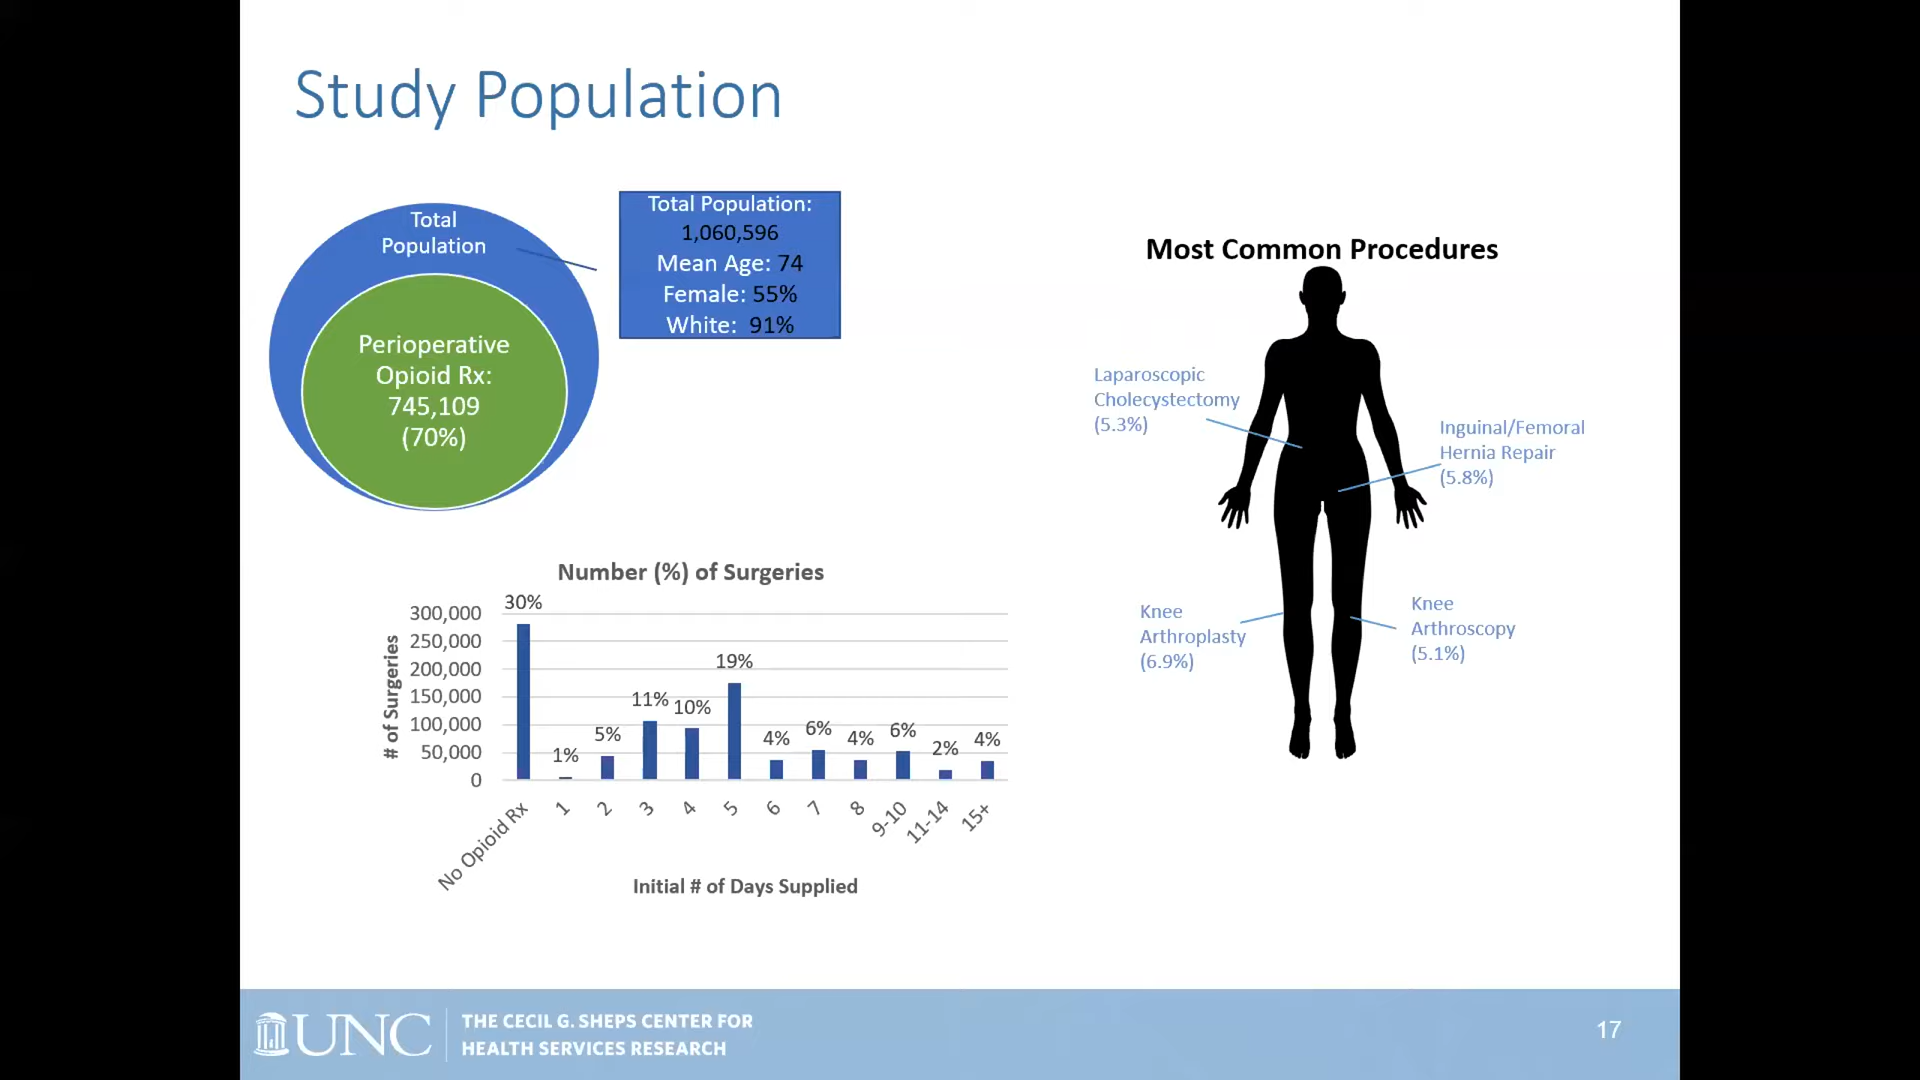 Study Population
Total
Population
Perioperative
Opioid Rx:
745,109
(70%)
Total Population:
1,060,596
Mean Age: 74
Female: 55%
White: 91%
Most Common Procedures
Laparoscopic
Cholecystectomy
(5.3%)
Inguinal/Femoral
Hernia Repair
(5.8%)
Knee
Arthroplasty
(6.9%)
Knee
Arthroscopy
(5.1%)
Number (%) of Surgeries
# of Surgeries
300,000
250,000
200,000
150,000
100,000
50,000
0
30%
1%
5%
11%
10%
19%
4%
6%
4%
6%
2%
4%
No Opioid Rx
1
2
3
4
5
6
7
8
9-10
11-14
15+
Initial # of Days Supplied
UNC
THE CECIL G. SHEPS CENTER FOR
HEALTH SERVICES RESEARCH
17